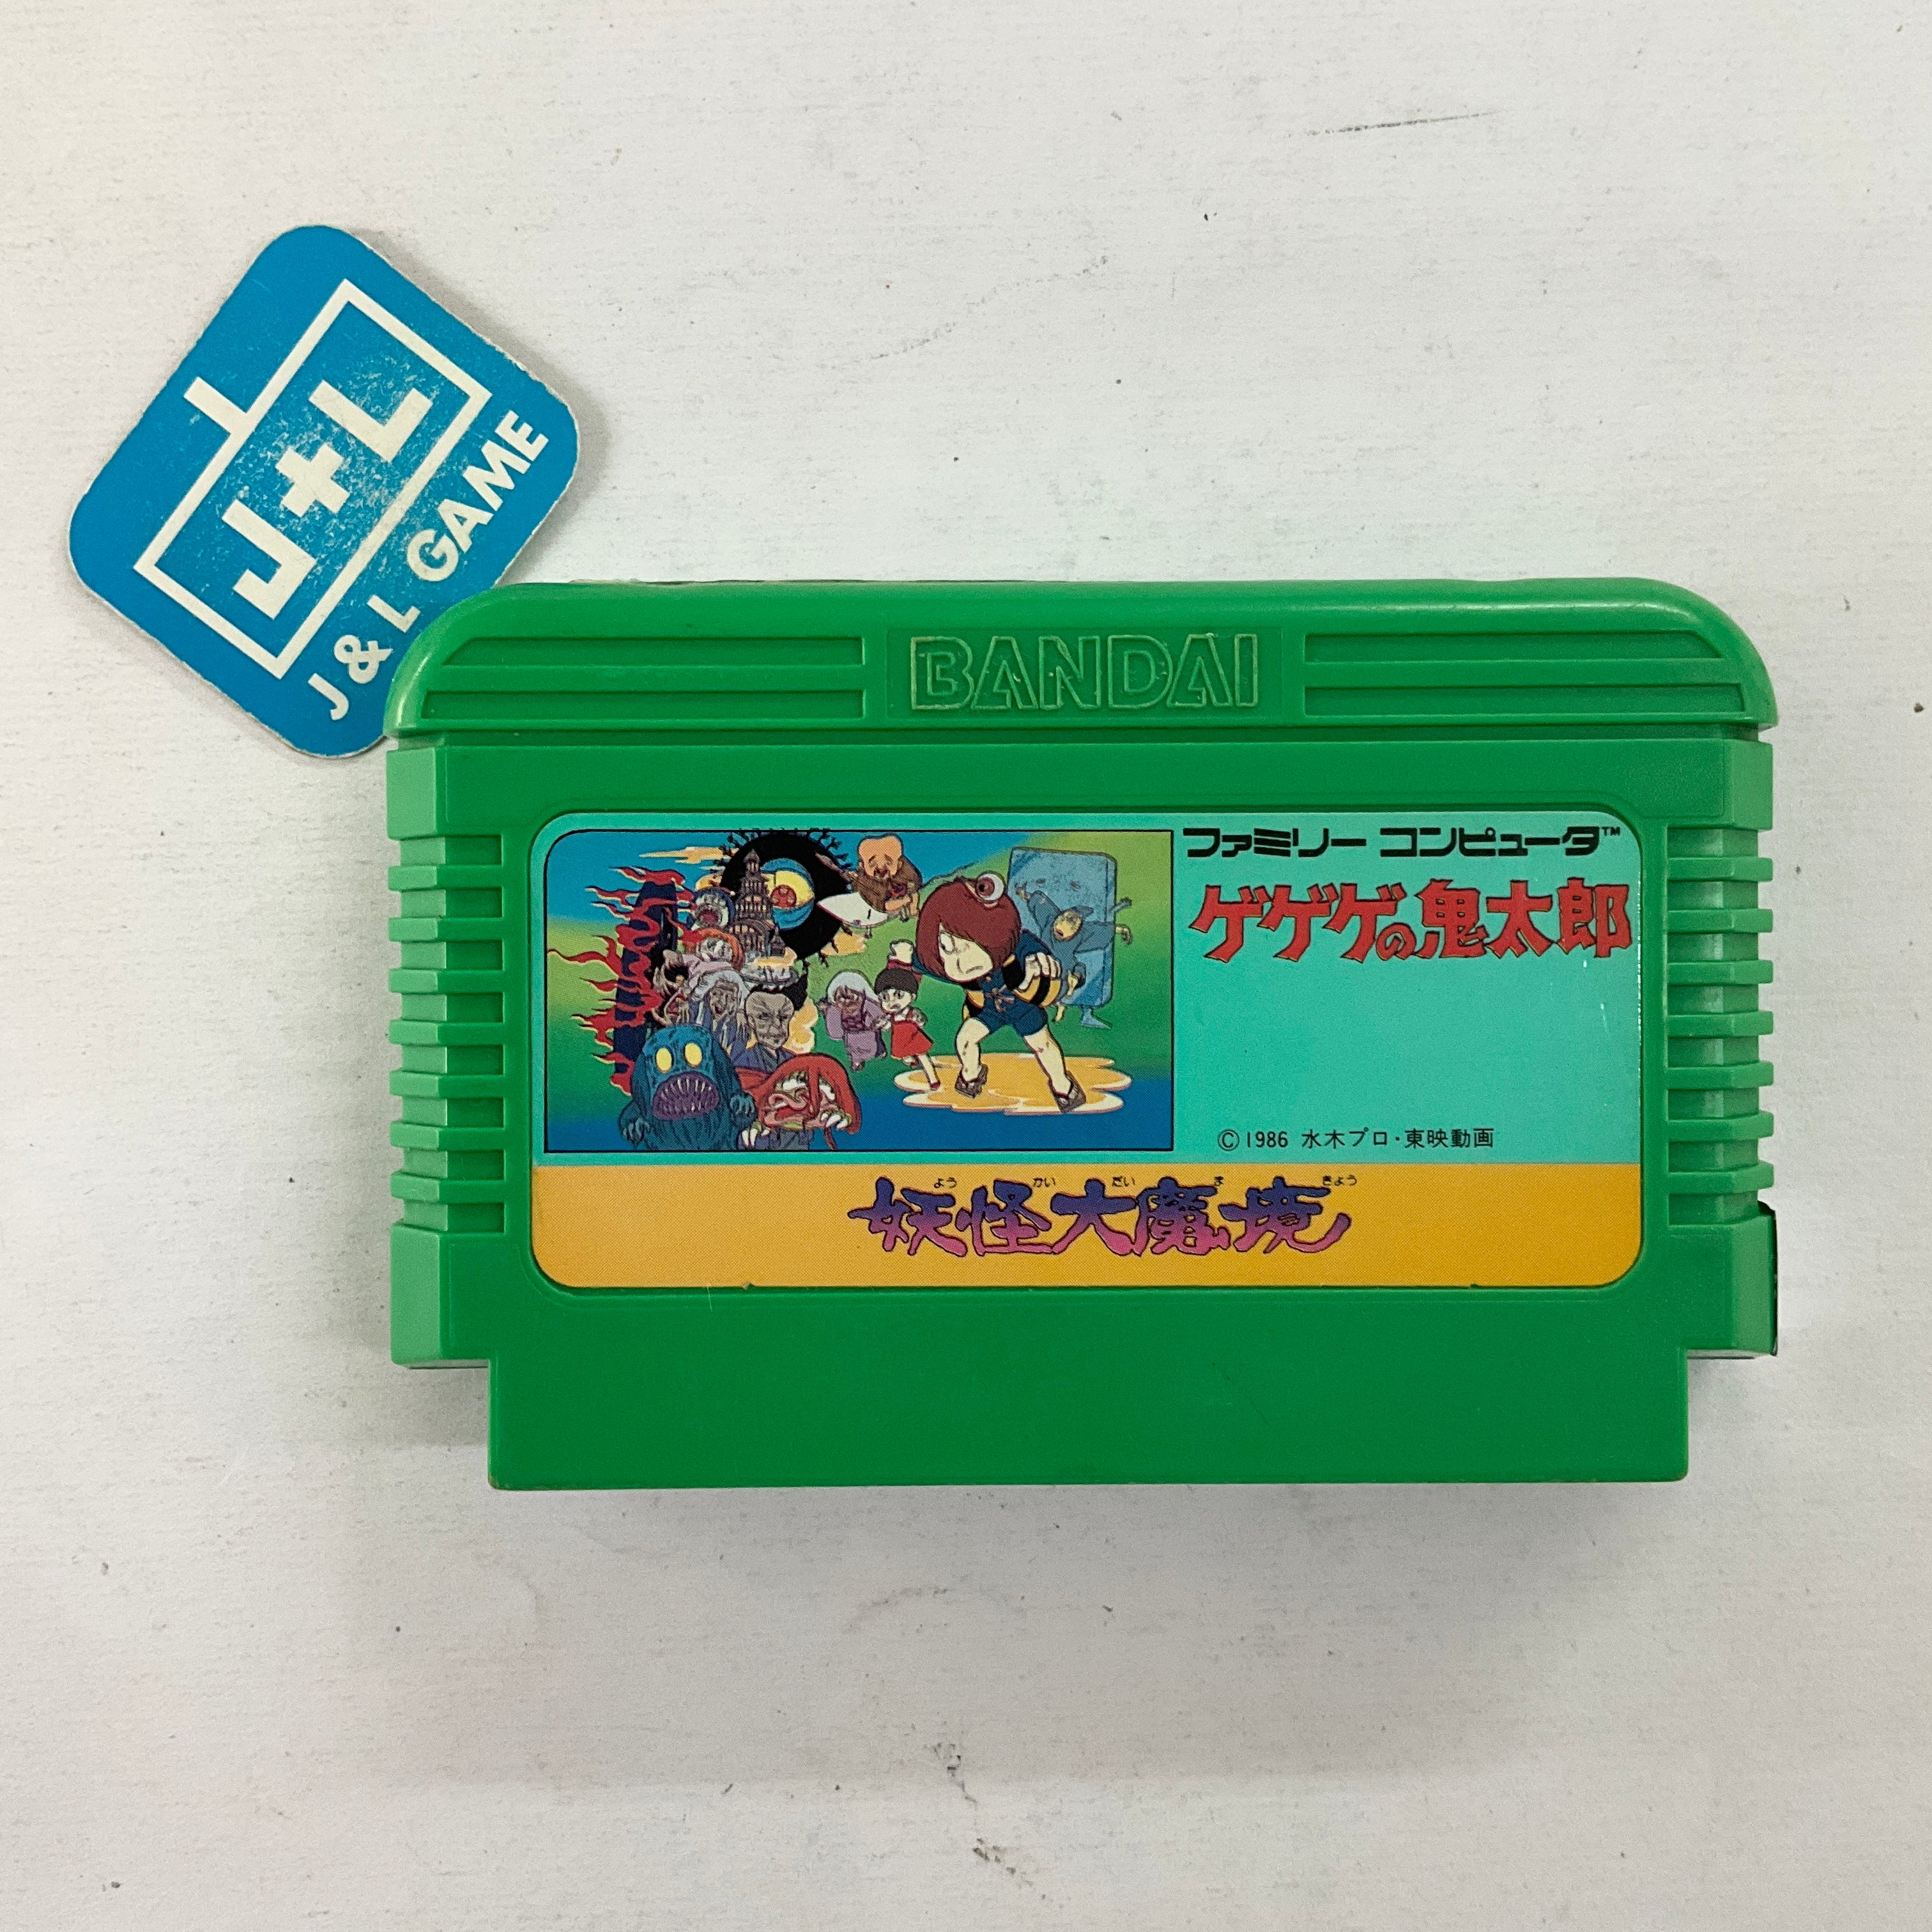 J+L
J & L GAME
BANDAI
ファミリー コンピュータ™
ゲゲゲの鬼太郎
©1986 水木プロ・東映動画
よう かい だい ま きょう
妖怪大魔境